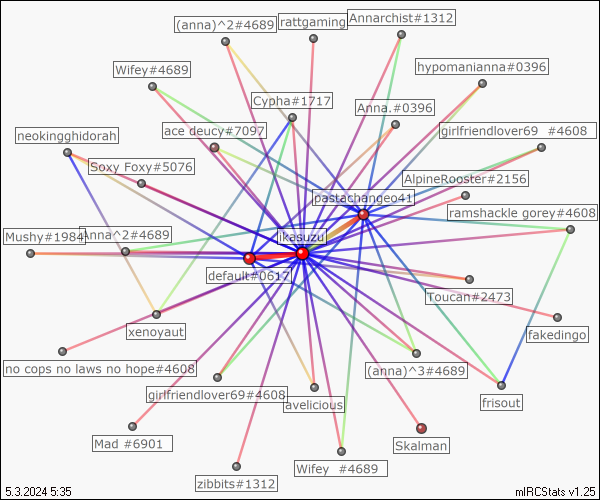 (anna)^2#4689
rattgaming
Annarchist#1312
Wifey#4689
hypomanianna#0396
Cypha#1717
Anna.#0396
neokingghidorah
ace deucy#7097
girlfriendlover69 #4608
Soxy Foxy#5076
AlpineRooster#2156
pastachangeo41
ramshackle gorey#4608
Mushy#1984
Anna^2#4689
ikasuzu
default#0617
Toucan#2473
xenoyaut
fakedingo
no cops no laws no hope#4608
(anna)^3#4689
girlfriendlover69#4608
avelicious
frisout
Mad #6901
Skalman
Wifey #4689
zibbits#1312
5.3.2024 5:35
mIRCStats v1.25